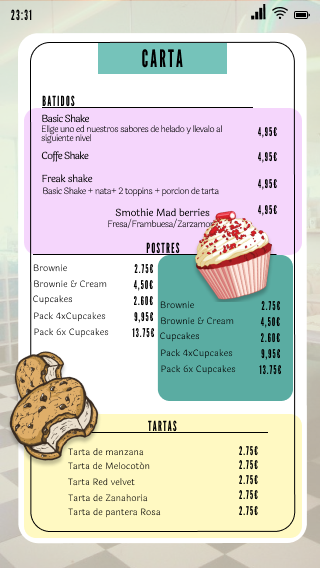 23:31
CARTA
BATIDOS
Basic Shake
Elige uno ed nuestros sabores de helado y llevalo al
siguiente nivel
4,95€
Coffe Shake 4,95€
Freak shake
Basic Shake + nata+ 2 toppins + porcion de tarta
4,95€
Smothie Mad berries 4,95€
Fresa/Frambuesa/Zarzamo
POSTRES
Brownie 2.75€
Brownie & Cream 4,50€
Cupcakes 2.60€
Pack 4xCupcakes 9,95€
Pack 6x Cupcakes 13.75€
Brownie 2.75€
Brownie & Cream 4,50€
Cupcakes 2.60€
Pack 4xCupcakes 9,95€
Pack 6x Cupcakes 13.75€
TARTAS
Tarta de manzana 2.75€
Tarta de Melocotòn 2.75€
Tarta Red velvet 2.75€
Tarta de Zanahoria 2.75€
Tarta de pantera Rosa 2.75€